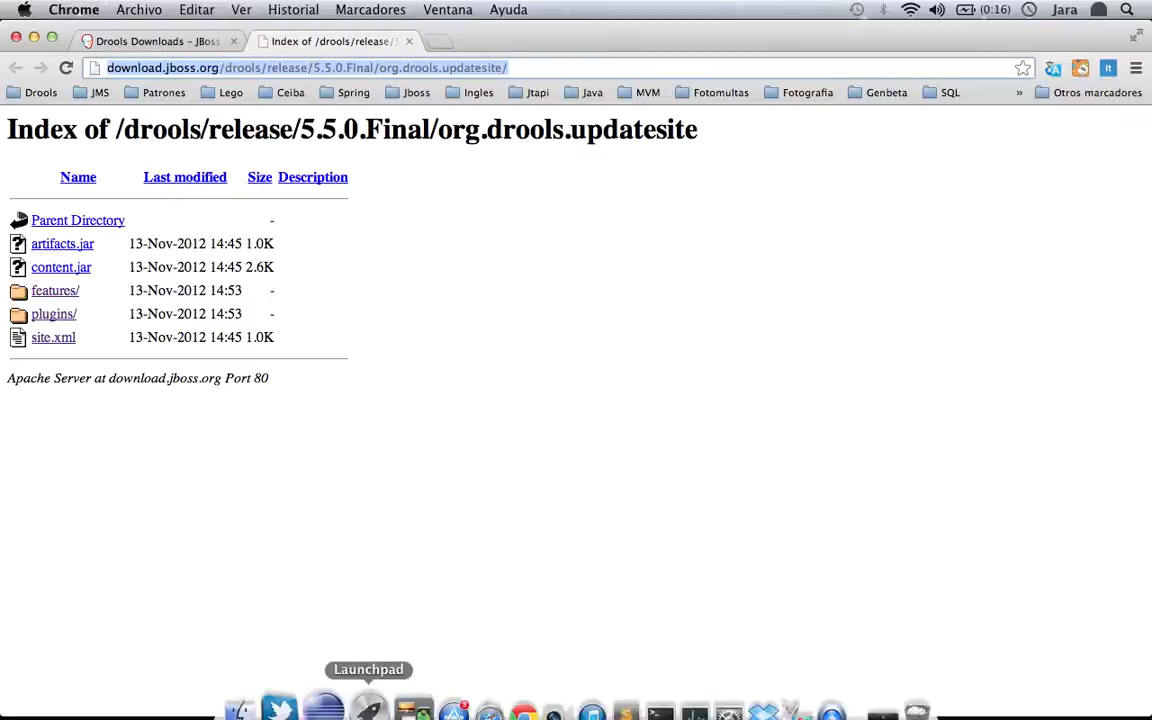 Chrome Archivo Editar Ver Historial Marcadores Ventana Ayuda (0:16) Jara
Drools Downloads – JBoss × Index of /drools/release/ ×
download.jboss.org/drools/release/5.5.0.Final/org.drools.updatesite/ It
Drools JMS Patrones Lego Ceiba Spring Jboss Ingles Jtapi Java MVM Fotomultas Fotografia Genbeta SQL » Otros marcadores
Index of /drools/release/5.5.0.Final/org.drools.updatesite
Name Last modified Size Description
Parent Directory -
? artifacts.jar 13-Nov-2012 14:45 1.0K
? content.jar 13-Nov-2012 14:45 2.6K
features/ 13-Nov-2012 14:53 -
plugins/ 13-Nov-2012 14:53 -
site.xml 13-Nov-2012 14:45 1.0K
Apache Server at download.jboss.org Port 80
Launchpad
3